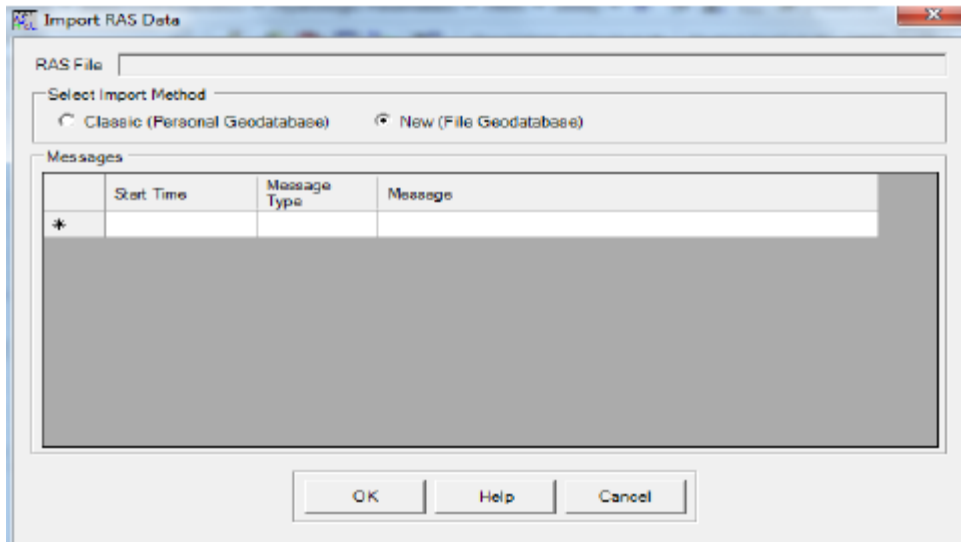 Import RAS Data
RAS File
Select Import Method
Classic (Personal Geodatabase) New (File Geodatabase)
Messages
Start Time Message Type Message
*
OK Help Cancel